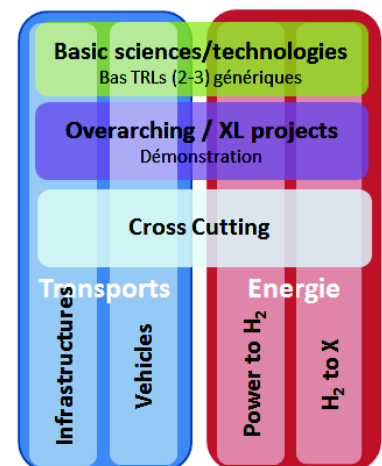 Basic sciences/technologies
Bas TRLs (2-3) génériques
Overarching / XL projects
Démonstration
Cross Cutting
Transports
Energie
Infrastructures
Vehicles
Power to H₂
H₂ to X